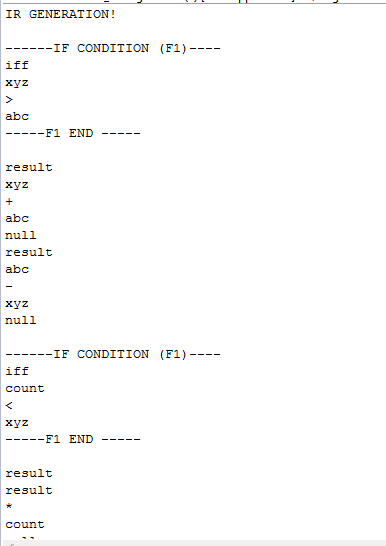 IR GENERATION!
------IF CONDITION (F1)----
iff
xyz
>
abc
-----F1 END -----
result
xyz
+
abc
null
result
abc
-
xyz
null
------IF CONDITION (F1)----
iff
count
<
xyz
-----F1 END -----
result
result
*
count